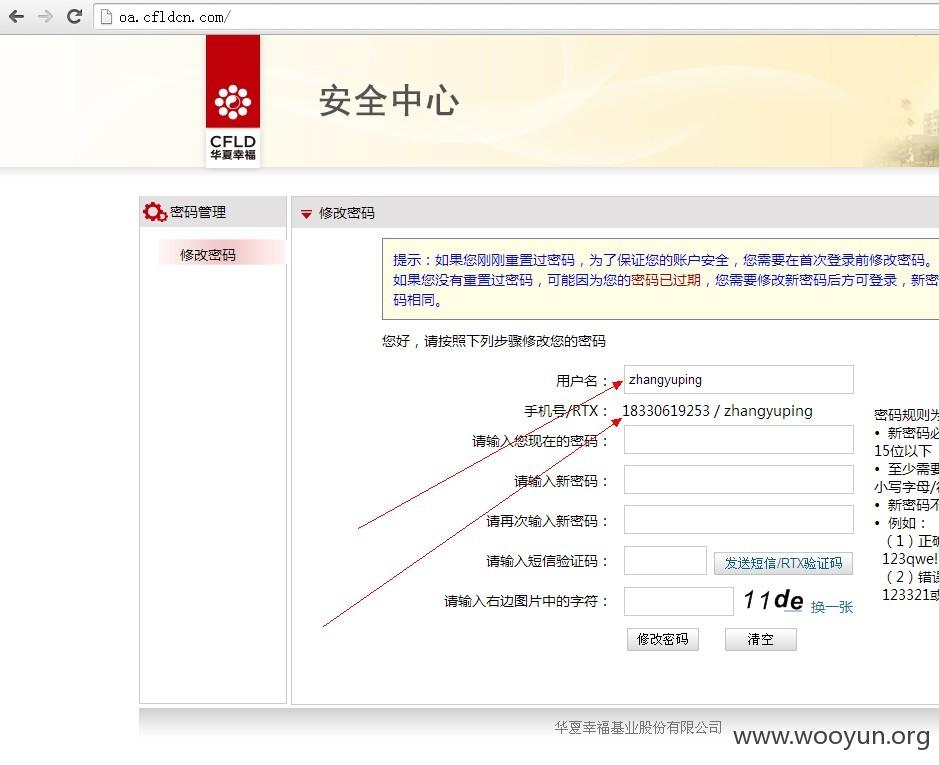 oa.cfldcn.com/
安全中心
CFLD
华夏幸福
密码管理
修改密码
修改密码
提示：如果您刚刚重置过密码，为了保证您的账户安全，您需要在首次登录前修改密码。
如果您没有重置过密码，可能因为您的密码已过期，您需要修改新密码后方可登录，新密
码相同。
您好，请按照下列步骤修改您的密码
用户名： zhangyuping
手机号/RTX： 18330619253 / zhangyuping
请输入您现在的密码：
请输入新密码：
请再次输入新密码：
请输入短信验证码： 发送短信/RTX验证码
请输入右边图片中的字符： 11de 换一张
修改密码 清空
密码规则为
• 新密码必
15位以下
• 至少需要
小写字母/符
• 新密码不
• 例如：
（1）正确
123qwe!
（2）错误
123321或
华夏幸福基业股份有限公司
www.wooyun.org